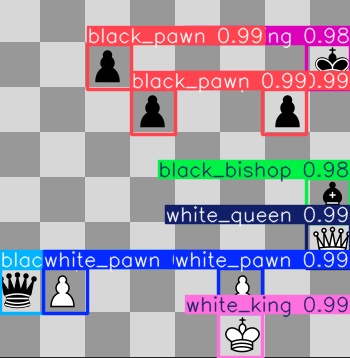 black_pawn 0.99 ng 0.98
black_pawn 0.99 0.99
black_bishop 0.98
white_queen 0.99
blac white_pawn white_pawn 0.99
white_king 0.99